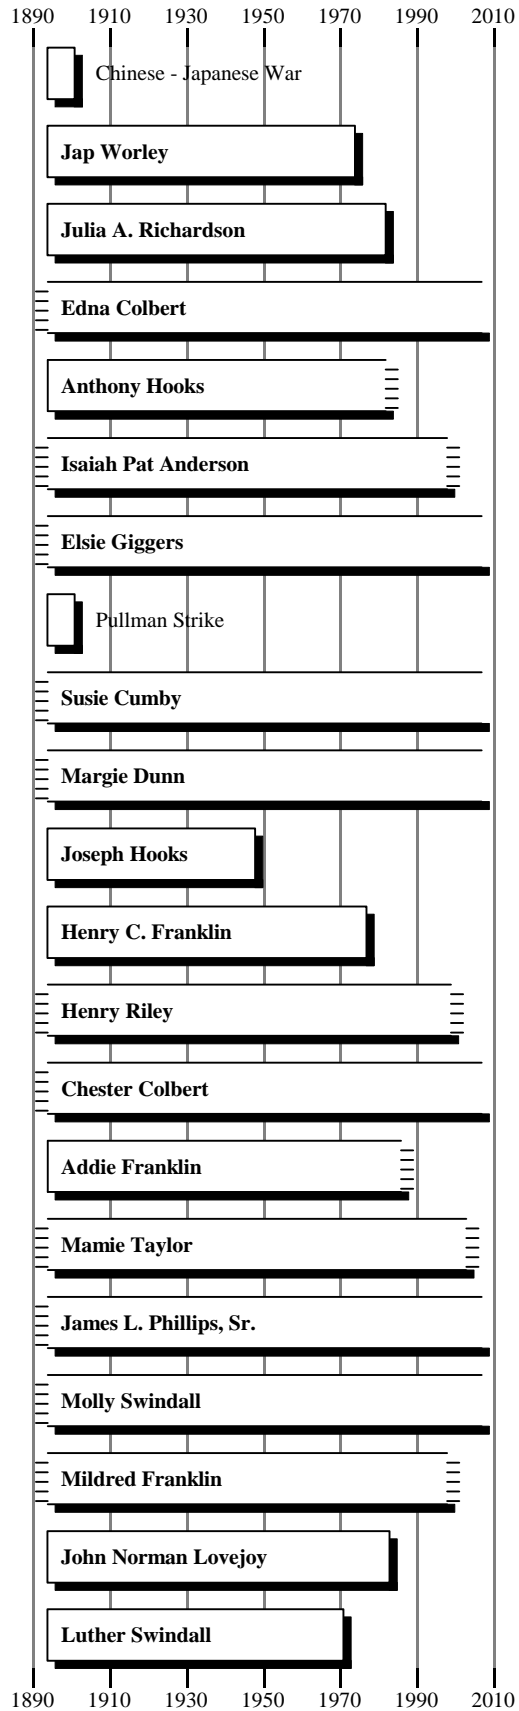 1890 1910 1930 1950 1970 1990 2010
Chinese - Japanese War
Jap Worley
Julia A. Richardson
Edna Colbert
Anthony Hooks
Isaiah Pat Anderson
Elsie Giggers
Pullman Strike
Susie Cumby
Margie Dunn
Joseph Hooks
Henry C. Franklin
Henry Riley
Chester Colbert
Addie Franklin
Mamie Taylor
James L. Phillips, Sr.
Molly Swindall
Mildred Franklin
John Norman Lovejoy
Luther Swindall
1890 1910 1930 1950 1970 1990 2010